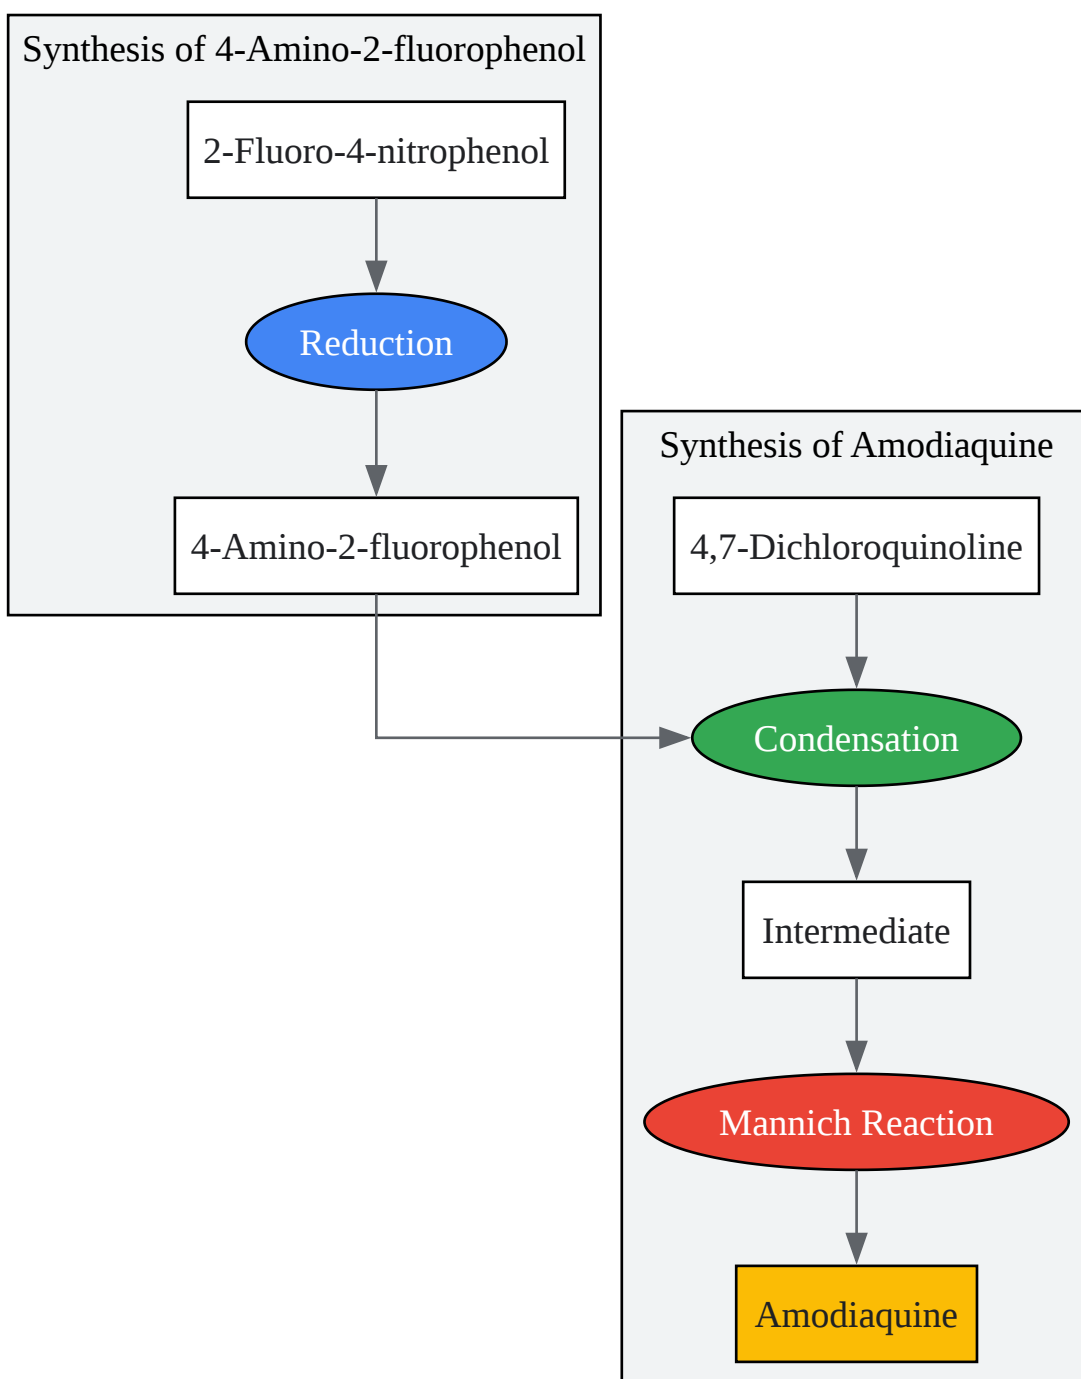 Synthesis of 4-Amino-2-fluorophenol
2-Fluoro-4-nitrophenol
Reduction
4-Amino-2-fluorophenol
Synthesis of Amodiaquine
4,7-Dichloroquinoline
Condensation
Intermediate
Mannich Reaction
Amodiaquine